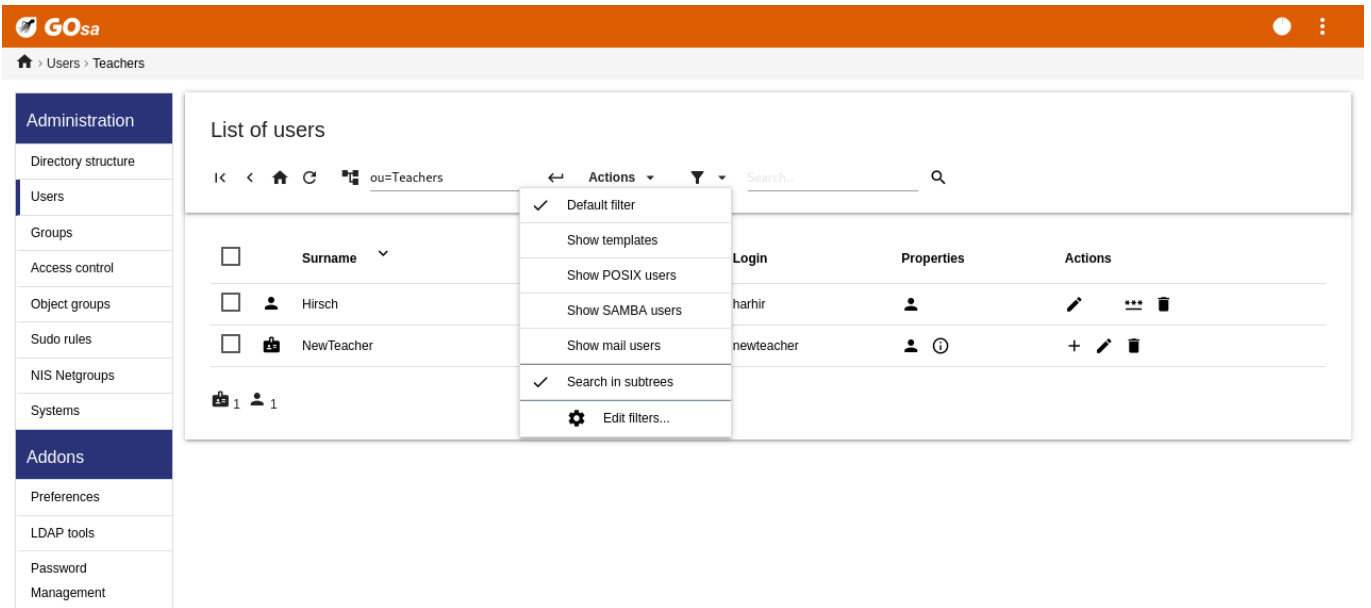 GOsa
Users › Teachers
Administration
Directory structure
Users
Groups
Access control
Object groups
Sudo rules
NIS Netgroups
Systems
Addons
Preferences
LDAP tools
Password
Management
List of users
ou=Teachers
Actions
Search...
Default filter
Show templates
Show POSIX users
Show SAMBA users
Show mail users
Search in subtrees
Edit filters...
Surname Login Properties Actions
Hirsch harhir
NewTeacher newteacher
1 1